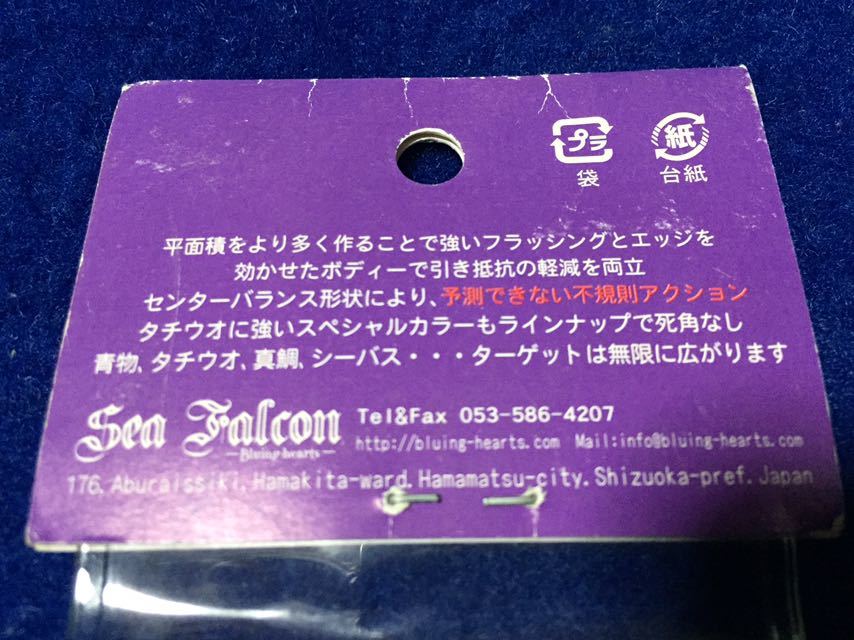 プラ
袋
紙
台紙
平面積をより多く作ることで強いフラッシングとエッジを
効かせたボディーで引き抵抗の軽減を両立
センターバランス形状により、予測できない不規則アクション
タチウオに強いスペシャルカラーもラインナップで死角なし
青物、タチウオ、真鯛、シーバス・・・ターゲットは無限に広がります
Sea Falcon
Bluing-hearts
Tel&Fax 053-586-4207
http://bluing-hearts.com Mail:info@bluing-hearts.com
176. Aburaissiki. Hamakita-ward. Hamamatsu-city. Shizuoka-pref. Japan